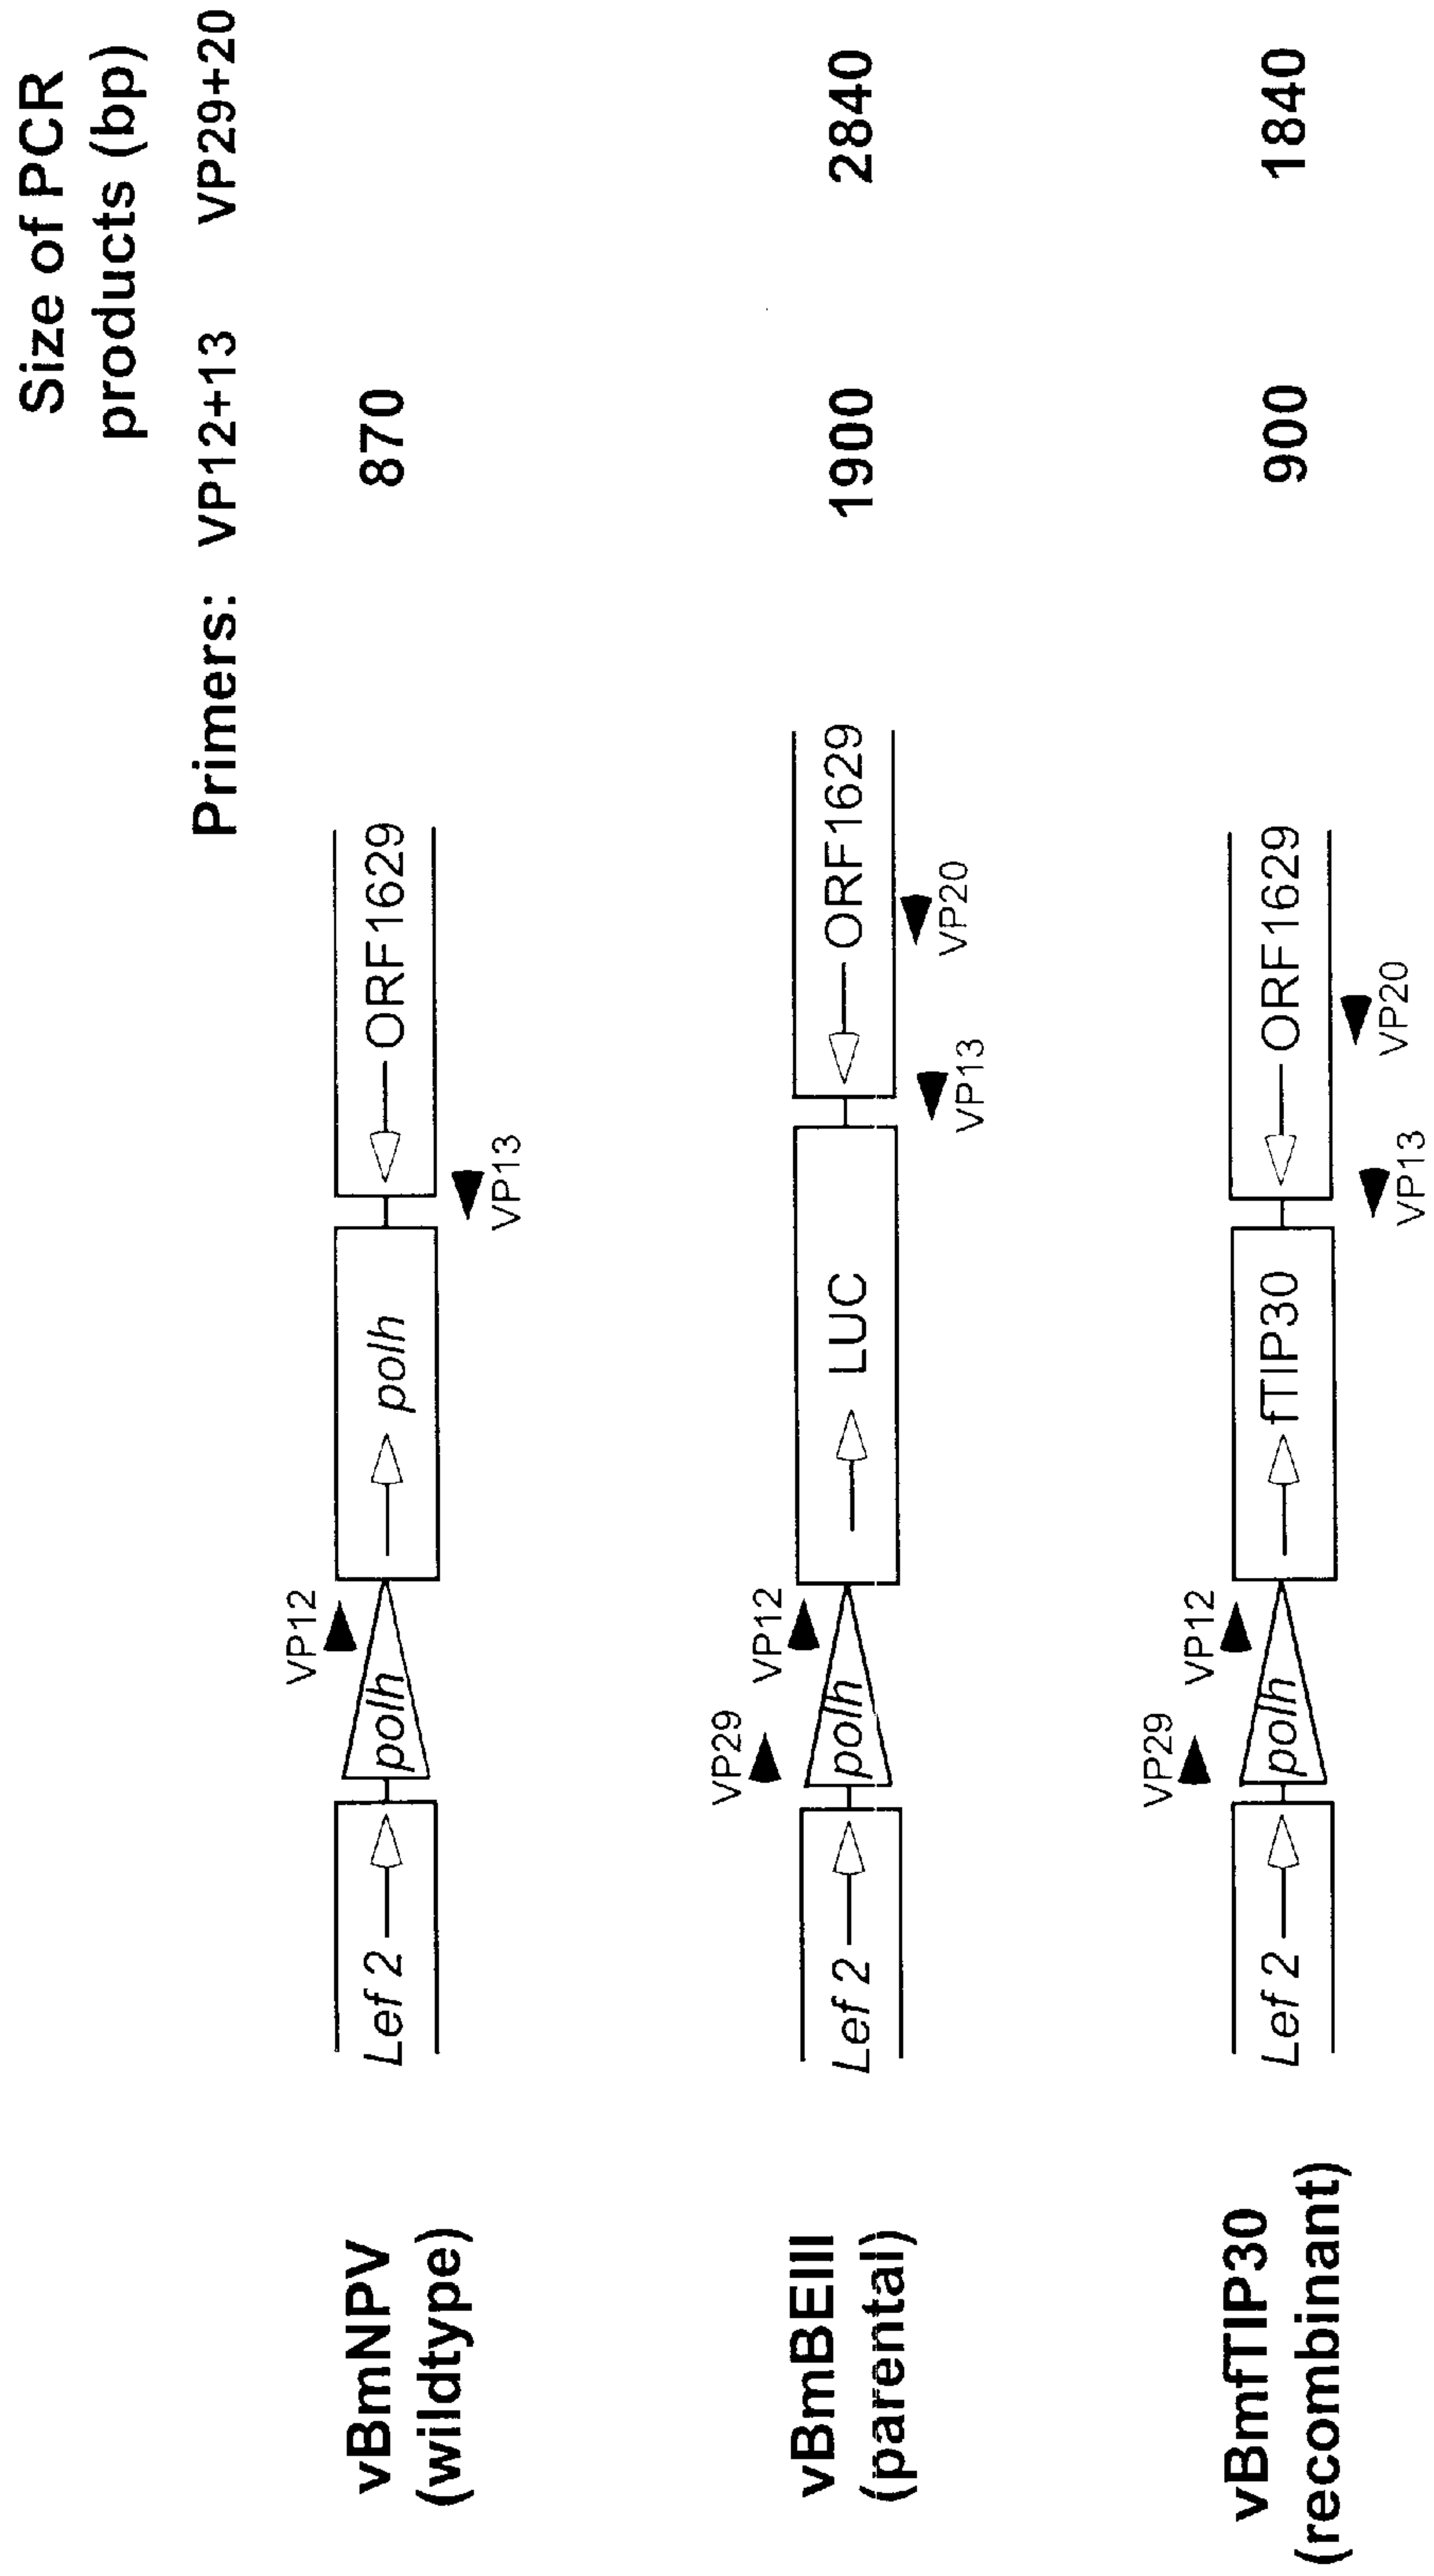 Size of PCR
products (bp)
Primers: VP12+13 VP29+20
vBmNPV
(wildtype)
Lef 2
polh
VP12
polh
VP13
ORF1629
870
vBmBEIII
(parental)
Lef 2
VP29
polh
VP12
LUC
VP13
ORF1629
VP20
1900
2840
vBmfTIP30
(recombinant)
Lef 2
VP29
polh
VP12
fTIP30
VP13
ORF1629
VP20
900
1840